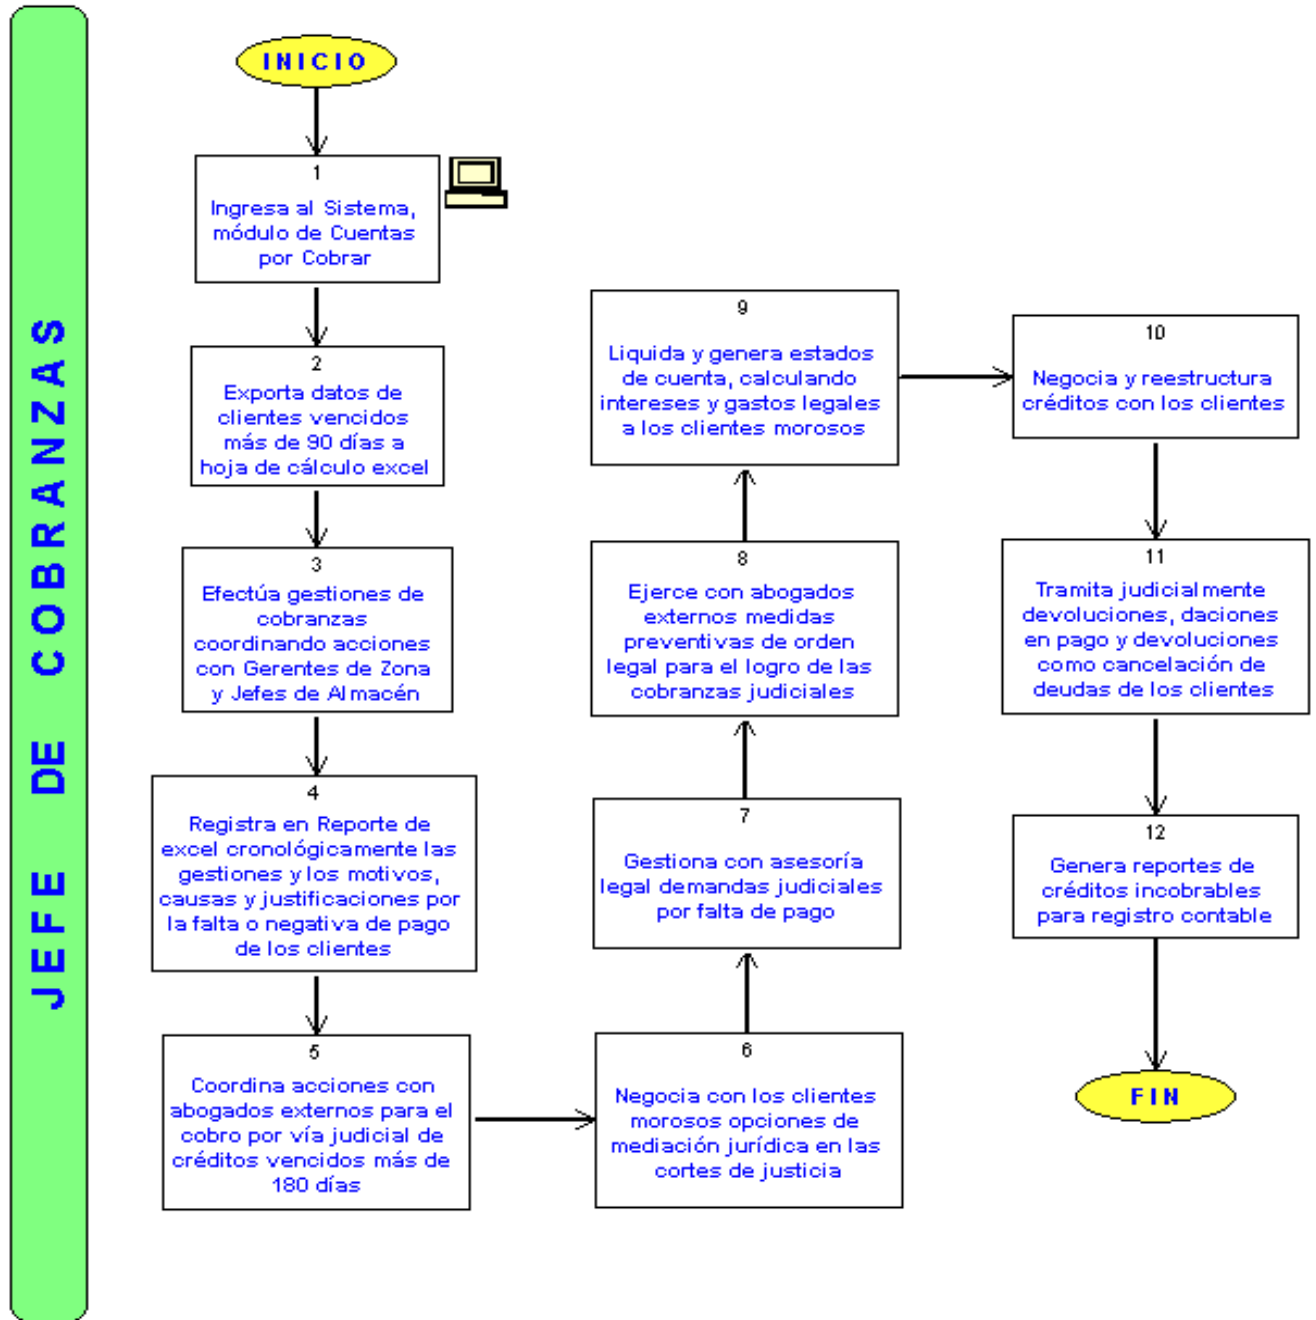 JEFE DE COBRANZAS
INICIO
1
Ingresa al Sistema,
módulo de Cuentas
por Cobrar
2
Exporta datos de
clientes vencidos
más de 90 días a
hoja de cálculo excel
3
Efectúa gestiones de
cobranzas
coordinando acciones
con Gerentes de Zona
y Jefes de Almacén
4
Registra en Reporte de
excel cronológicamente las
gestiones y los motivos,
causas y justificaciones por
la falta o negativa de pago
de los clientes
5
Coordina acciones con
abogados externos para el
cobro por vía judicial de
créditos vencidos más de
180 días
6
Negocia con los clientes
morosos opciones de
mediación jurídica en las
cortes de justicia
7
Gestiona con asesoría
legal demandas judiciales
por falta de pago
8
Ejerce con abogados
externos medidas
preventivas de orden
legal para el logro de las
cobranzas judiciales
9
Liquida y genera estados
de cuenta, calculando
intereses y gastos legales
a los clientes morosos
10
Negocia y reestructura
créditos con los clientes
11
Tramita judicialmente
devoluciones, daciones
en pago y devoluciones
como cancelación de
deudas de los clientes
12
Genera reportes de
créditos incobrables
para registro contable
FIN